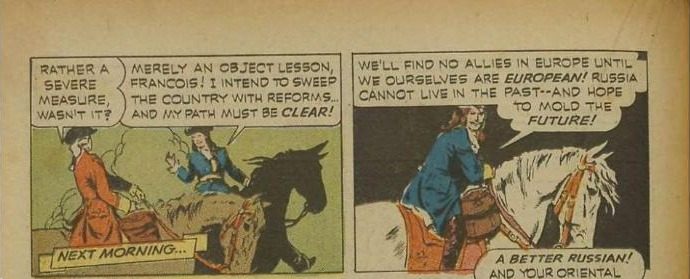 RATHER A
SEVERE
MEASURE,
WASN'T IT?
MERELY AN OBJECT LESSON,
FRANCOIS! I INTEND TO SWEEP
THE COUNTRY WITH REFORMS...
AND MY PATH MUST BE CLEAR!
NEXT MORNING...
WE'LL FIND NO ALLIES IN EUROPE UNTIL
WE OURSELVES ARE EUROPEAN! RUSSIA
CANNOT LIVE IN THE PAST--AND HOPE
TO MOLD THE
FUTURE!
A BETTER RUSSIAN!
AND YOUR ORIENTAL